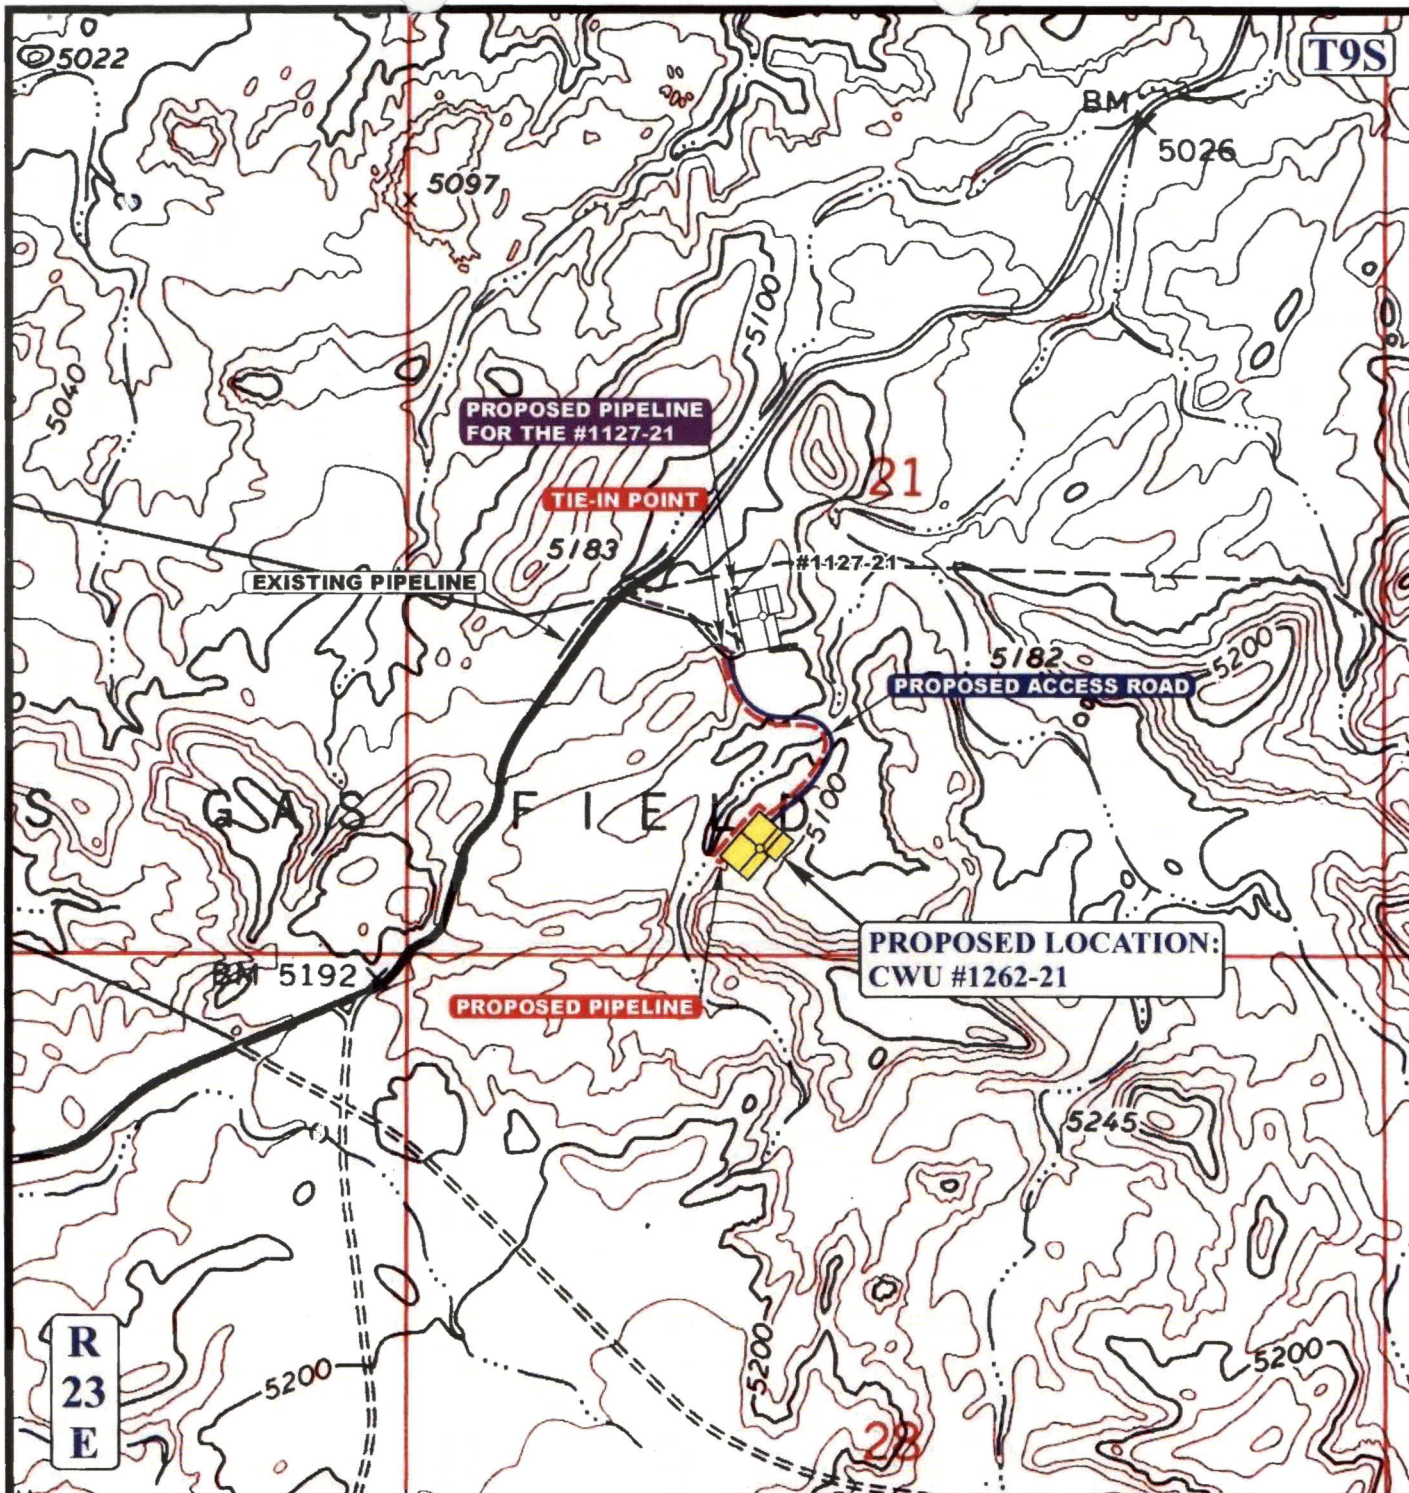 5022
T9S
BM
5026
5097
5100
5040
PROPOSED PIPELINE
FOR THE #1127-21
21
TIE-IN POINT
5183
#1127-21
EXISTING PIPELINE
5182
5200
PROPOSED ACCESS ROAD
S GAS FIELD
5100
PROPOSED LOCATION:
CWU #1262-21
BM 5192
PROPOSED PIPELINE
5245
R
23
E
5200
5200
5200
28